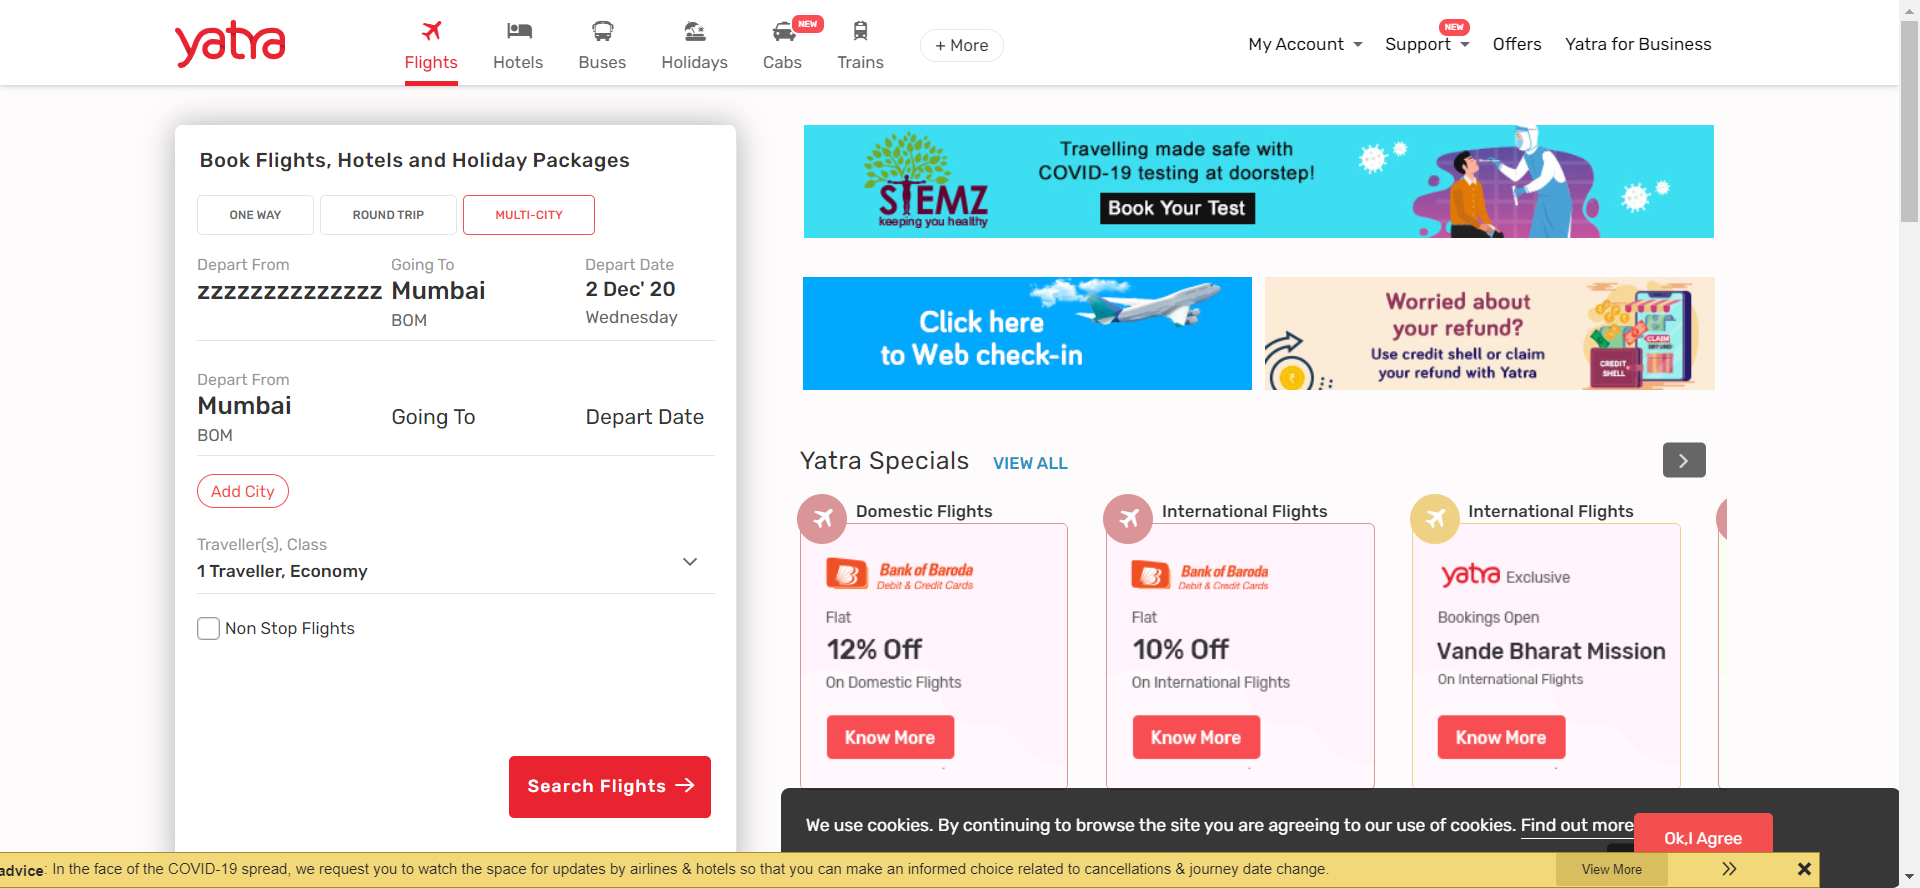 yatra
Flights
Hotels
Buses
Holidays
NEW
Cabs
Trains
+ More
My Account
NEW
Support
Offers
Yatra for Business
Book Flights, Hotels and Holiday Packages
ONE WAY
ROUND TRIP
MULTI-CITY
Depart From
zzzzzzzzzzzzzz
Going To
Mumbai
BOM
Depart Date
2 Dec' 20
Wednesday
Depart From
Mumbai
BOM
Going To
Depart Date
Add City
Traveller(s), Class
1 Traveller, Economy
Non Stop Flights
Search Flights
STEMZ
keeping you healthy
Travelling made safe with
COVID-19 testing at doorstep!
Book Your Test
Click here
to Web check-in
Worried about
your refund?
Use credit shell or claim
your refund with Yatra
CLAIM
CREDIT
SHELL
Yatra Specials
VIEW ALL
Domestic Flights
Bank of Baroda
Debit & Credit Cards
Flat
12% Off
On Domestic Flights
Know More
International Flights
Bank of Baroda
Debit & Credit Cards
Flat
10% Off
On International Flights
Know More
International Flights
yatra Exclusive
Bookings Open
Vande Bharat Mission
On International Flights
Know More
We use cookies. By continuing to browse the site you are agreeing to our use of cookies. Find out more
Ok,I Agree
advice: In the face of the COVID-19 spread, we request you to watch the space for updates by airlines & hotels so that you can make an informed choice related to cancellations & journey date change.
View More